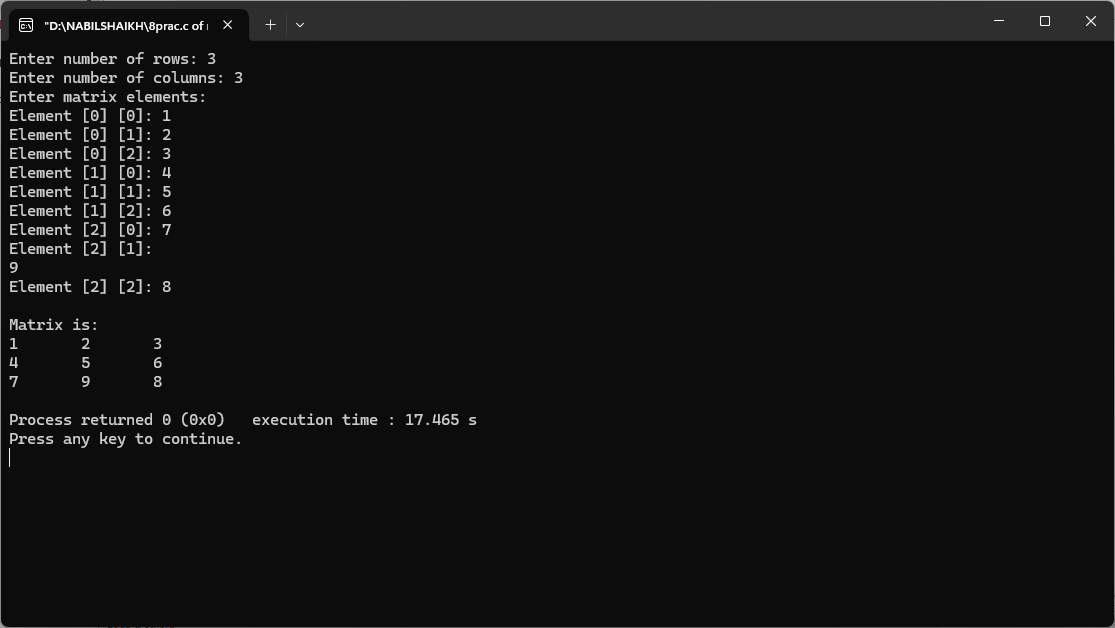 "D:\NABILSHAIKH\8prac.c of
Enter number of rows: 3
Enter number of columns: 3
Enter matrix elements:
Element [0] [0]: 1
Element [0] [1]: 2
Element [0] [2]: 3
Element [1] [0]: 4
Element [1] [1]: 5
Element [1] [2]: 6
Element [2] [0]: 7
Element [2] [1]:
9
Element [2] [2]: 8
Matrix is:
1 2 3
4 5 6
7 9 8
Process returned 0 (0x0) execution time : 17.465 s
Press any key to continue.